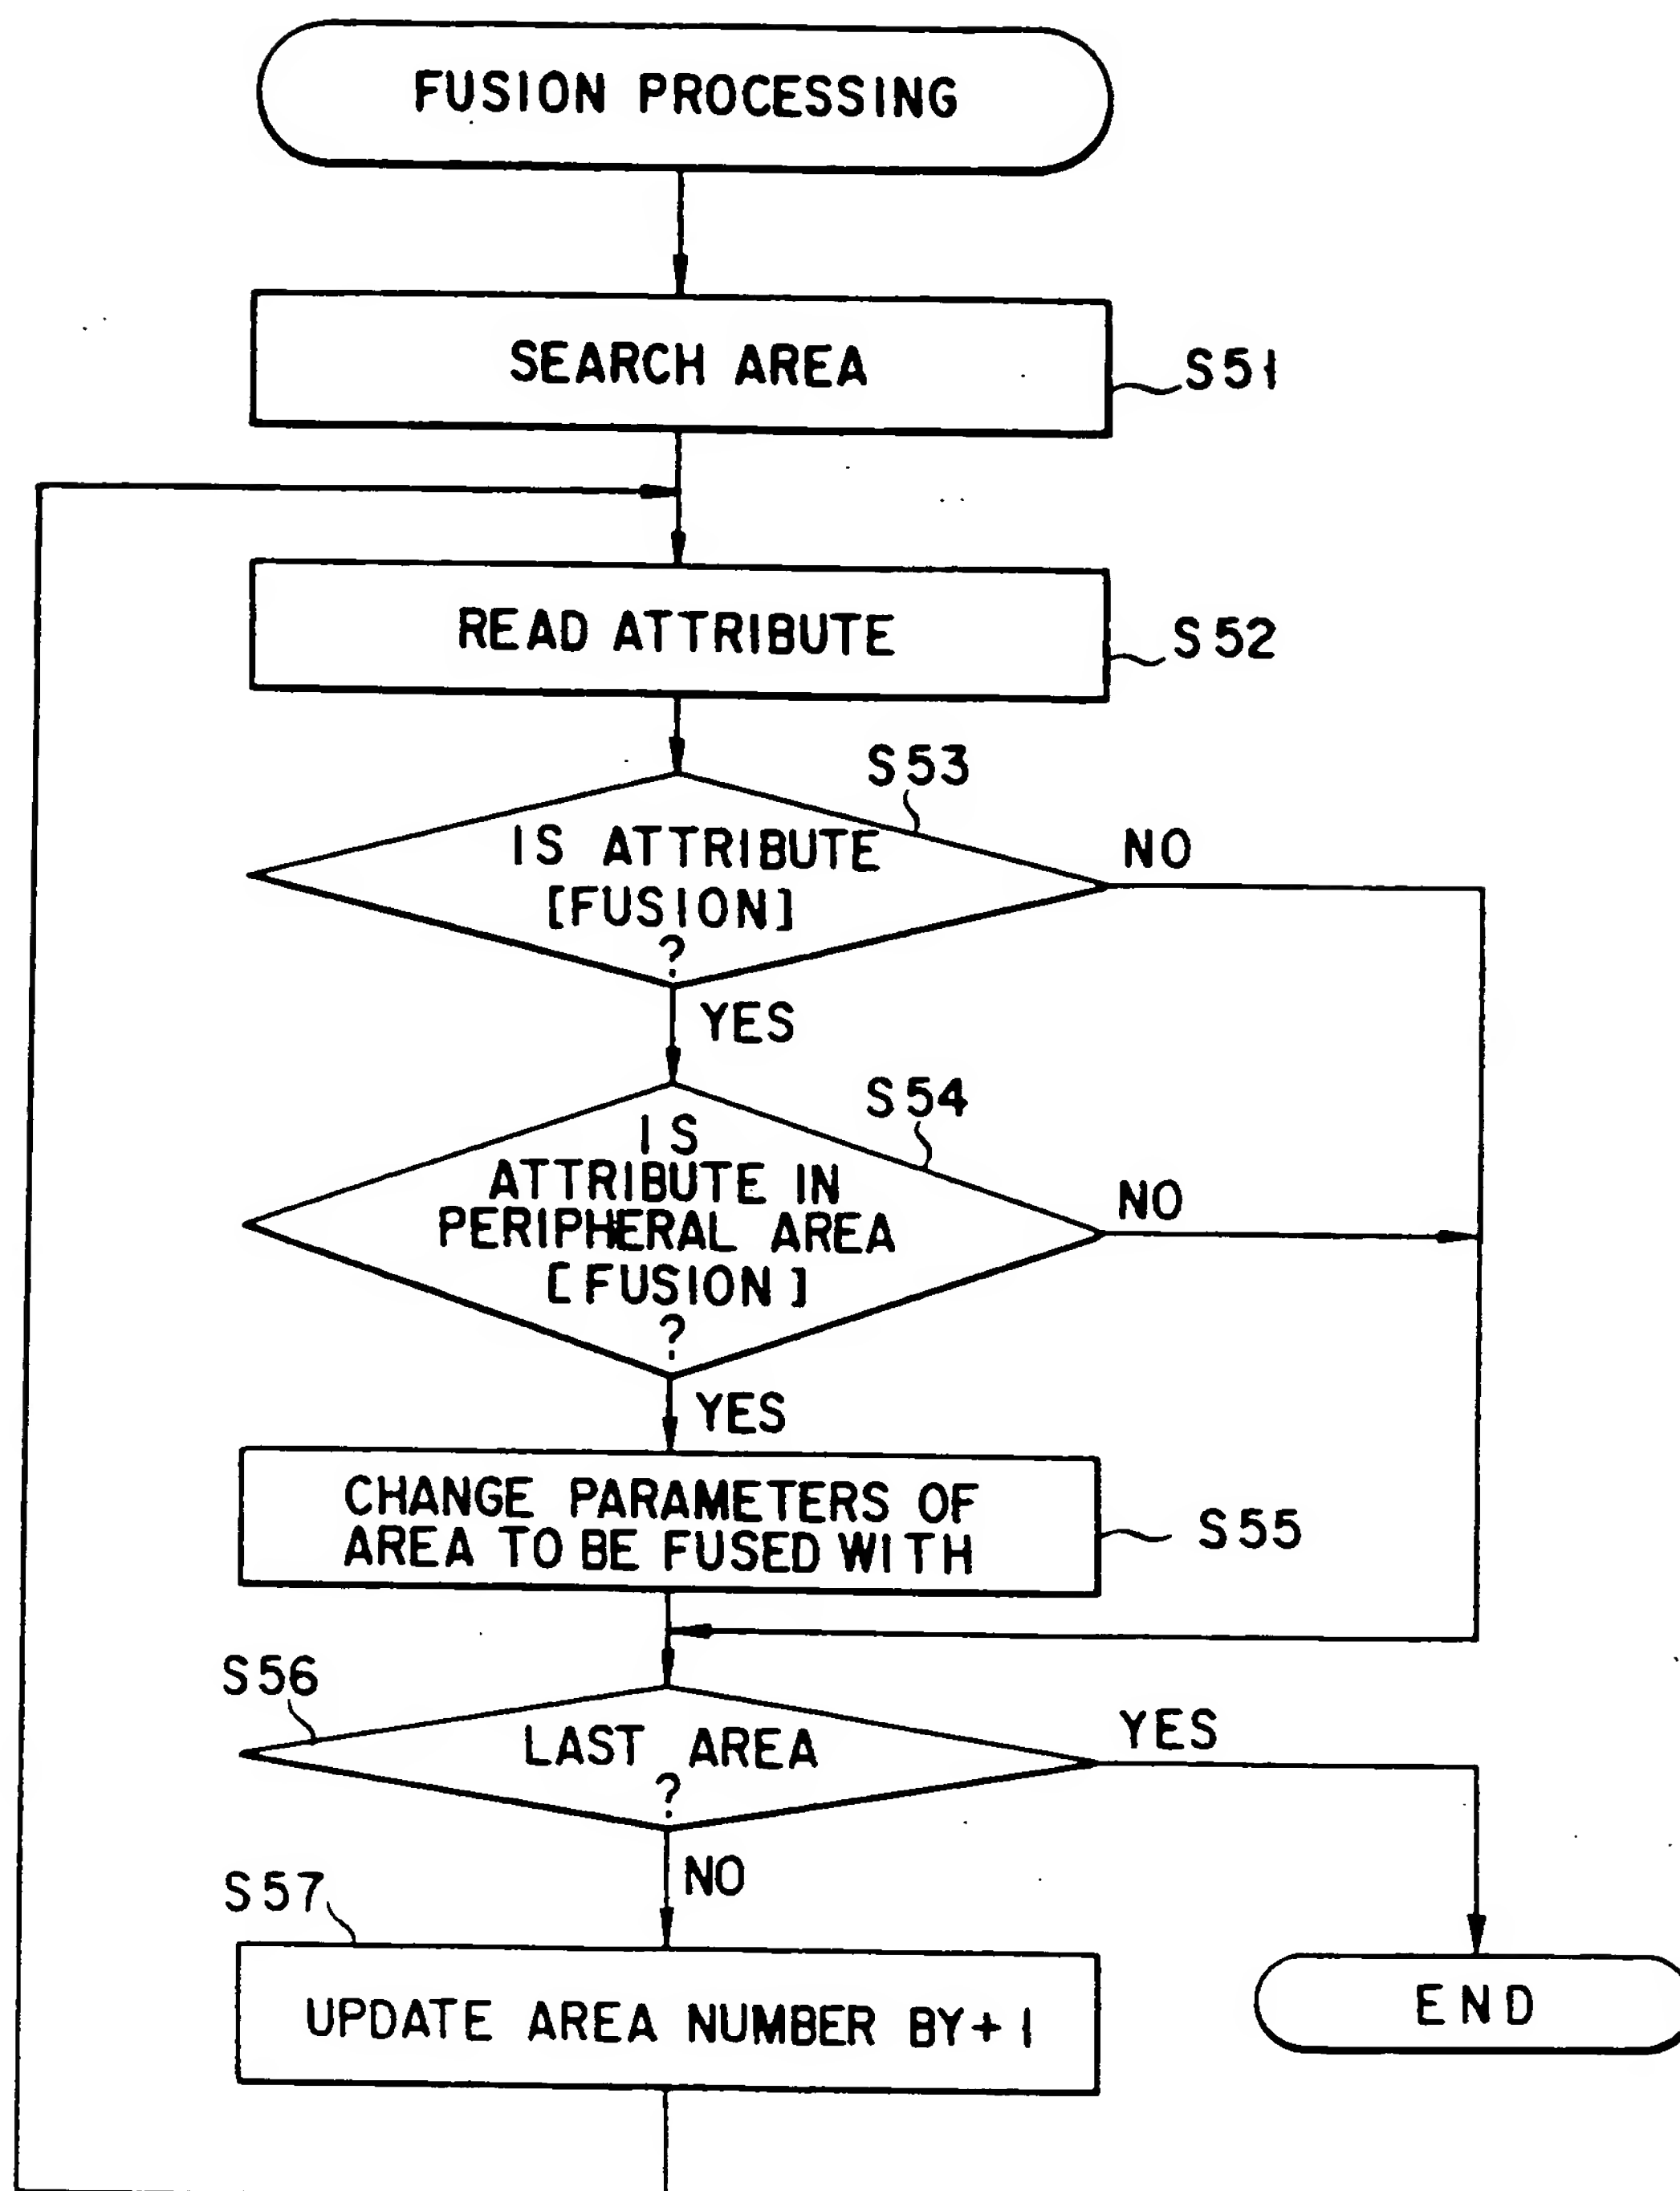 FUSION PROCESSING
SEARCH AREA
S51
READ ATTRIBUTE
S52
S53
IS ATTRIBUTE
[FUSION]
?
NO
YES
S54
IS
ATTRIBUTE IN
PERIPHERAL AREA
[FUSION]
?
NO
YES
CHANGE PARAMETERS OF
AREA TO BE FUSED WITH
S55
S56
LAST AREA
?
YES
NO
S57
UPDATE AREA NUMBER BY+1
END